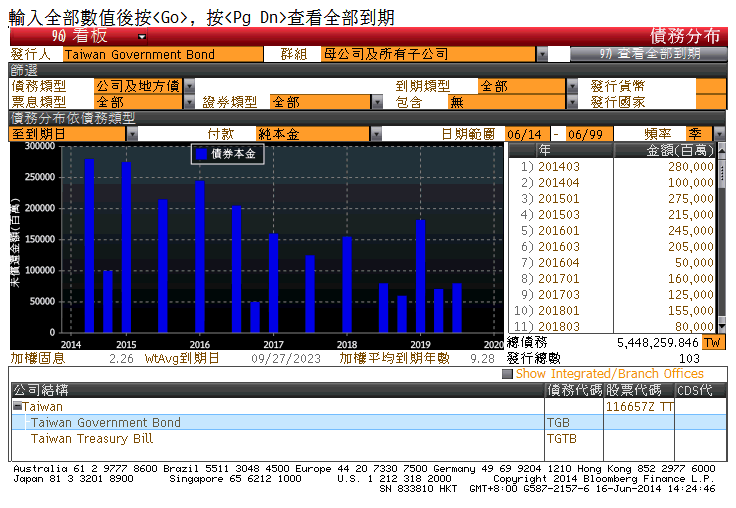 輸入全部數值後按<Go>, 按<Pg Dn>查看全部到期
96) 看板 債務分布
發行人 Taiwan Government Bond 群組 母公司及所有子公司 97) 查看全部到期
篩選
債務類型 公司及地方債 到期類型 全部 發行貨幣
票息類型 全部 證券類型 全部 包含 無 發行國家
債務分布依債務類型
至到期日 付款 純本金 日期範圍 06/14 - 06/99 頻率 季
債券本金
未償還金額(百萬)
300000
250000
200000
150000
100000
50000
0
2014 2015 2016 2017 2018 2019 2020
年 金額(百萬)
1) 201403 280,000
2) 201404 100,000
3) 201501 275,000
4) 201503 215,000
5) 201601 245,000
6) 201603 205,000
7) 201604 50,000
8) 201701 160,000
9) 201703 125,000
10) 201801 155,000
11) 201803 80,000
總債務 5,448,259.846 TW
加權固息 2.26 WtAvg到期日 09/27/2023 加權平均到期年數 9.28 發行總數 103
Show Integrated/Branch Offices
公司結構 債務代碼 股票代碼 CDS代
Taiwan 116657Z TT
Taiwan Government Bond TGB
Taiwan Treasury Bill TGTB
Australia 61 2 9777 8600 Brazil 5511 3048 4500 Europe 44 20 7330 7500 Germany 49 69 9204 1210 Hong Kong 852 2977 6000
Japan 81 3 3201 8900 Singapore 65 6212 1000 U.S. 1 212 318 2000 Copyright 2014 Bloomberg Finance L.P.
SN 833810 HKT GMT+8:00 G587-2157-6 16-Jun-2014 14:24:46